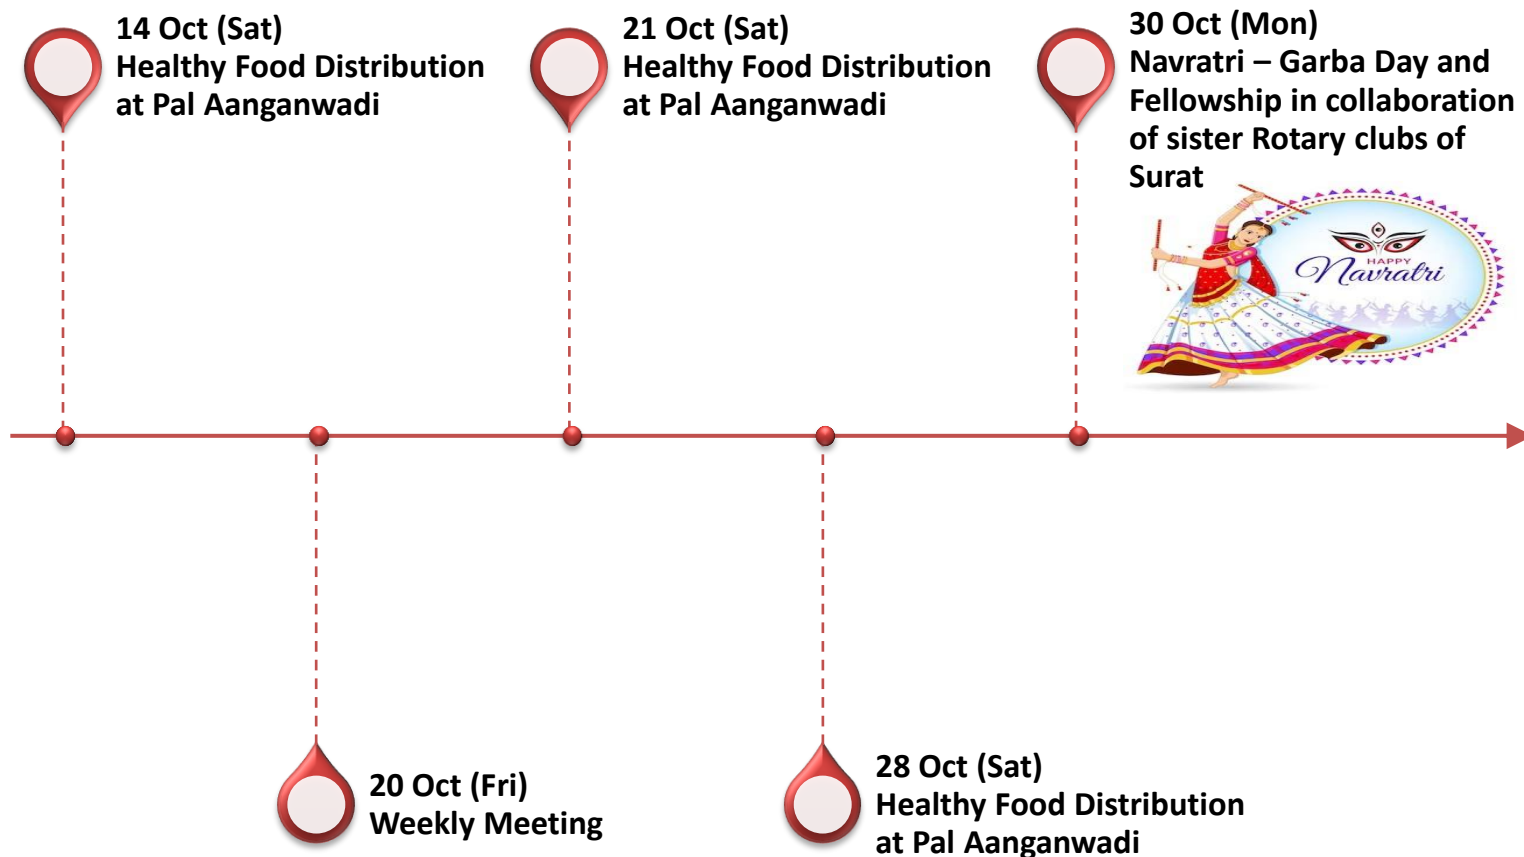 14 Oct (Sat)
Healthy Food Distribution
at Pal Aanganwadi
20 Oct (Fri)
Weekly Meeting
21 Oct (Sat)
Healthy Food Distribution
at Pal Aanganwadi
28 Oct (Sat)
Healthy Food Distribution
at Pal Aanganwadi
30 Oct (Mon)
Navratri – Garba Day and
Fellowship in collaboration
of sister Rotary clubs of
Surat
HAPPY
Navratri